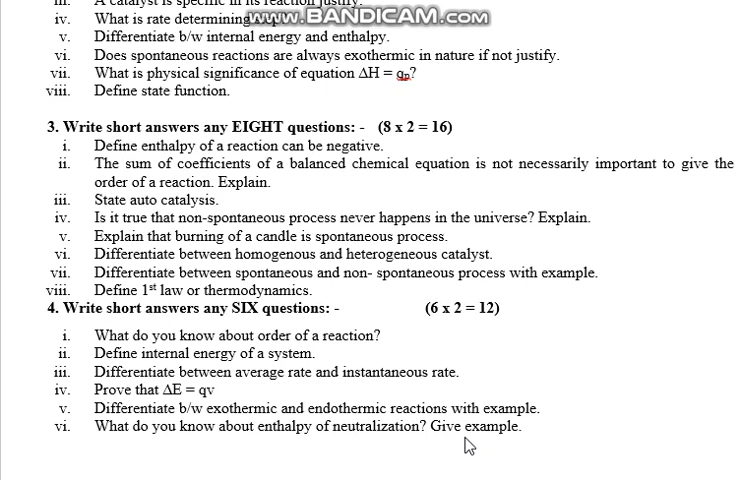 iii. A catalyst is specific in its reaction justify.
iv. What is rate determining
www.BANDICAM.com
v. Differentiate b/w internal energy and enthalpy.
vi. Does spontaneous reactions are always exothermic in nature if not justify.
vii. What is physical significance of equation ΔH = qp?
viii. Define state function.
3. Write short answers any EIGHT questions: - (8 x 2 = 16)
i. Define enthalpy of a reaction can be negative.
ii. The sum of coefficients of a balanced chemical equation is not necessarily important to give the
order of a reaction. Explain.
iii. State auto catalysis.
iv. Is it true that non-spontaneous process never happens in the universe? Explain.
v. Explain that burning of a candle is spontaneous process.
vi. Differentiate between homogenous and heterogeneous catalyst.
vii. Differentiate between spontaneous and non- spontaneous process with example.
viii. Define 1st law or thermodynamics.
4. Write short answers any SIX questions: - (6 x 2 = 12)
i. What do you know about order of a reaction?
ii. Define internal energy of a system.
iii. Differentiate between average rate and instantaneous rate.
iv. Prove that ΔE = qv
v. Differentiate b/w exothermic and endothermic reactions with example.
vi. What do you know about enthalpy of neutralization? Give example.